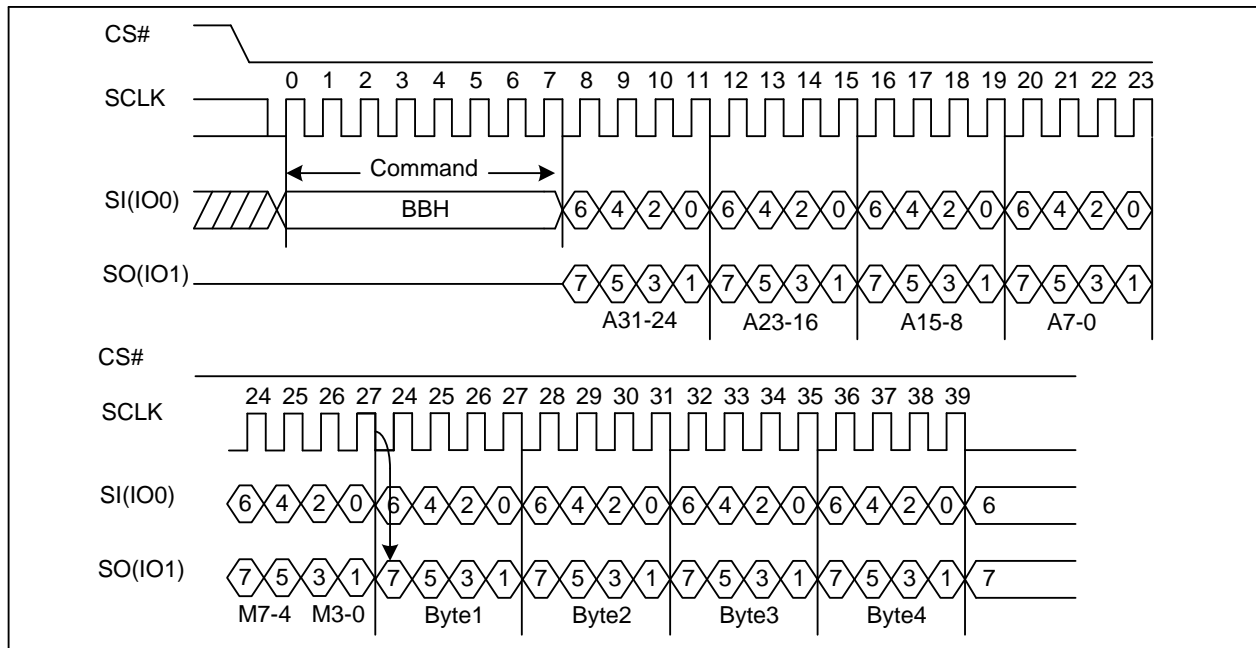 CS#
0 1 2 3 4 5 6 7 8 9 10 11 12 13 14 15 16 17 18 19 20 21 22 23
SCLK
Command
SI(IO0) BBH 6 4 2 0 6 4 2 0 6 4 2 0 6 4 2 0
SO(IO1) 7 5 3 1 7 5 3 1 7 5 3 1 7 5 3 1
A31-24 A23-16 A15-8 A7-0
CS#
24 25 26 27 24 25 26 27 28 29 30 31 32 33 34 35 36 37 38 39
SCLK
SI(IO0) 6 4 2 0 6 4 2 0 6 4 2 0 6 4 2 0 6 4 2 0 6
SO(IO1) 7 5 3 1 7 5 3 1 7 5 3 1 7 5 3 1 7 5 3 1 7
M7-4 M3-0 Byte1 Byte2 Byte3 Byte4